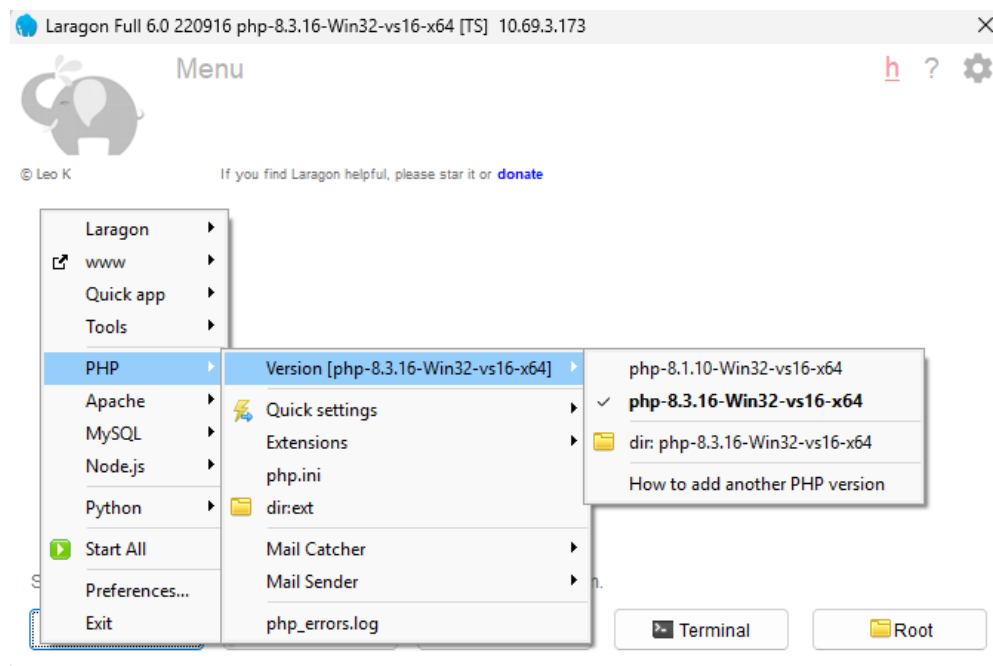 Laragon Full 6.0 220916 php-8.3.16-Win32-vs16-x64 [TS] 10.69.3.173
Menu
h ?
© Leo K
If you find Laragon helpful, please star it or donate
Laragon
www
Quick app
Tools
PHP
Apache
MySQL
Node.js
Python
Start All
Preferences...
Exit
Version [php-8.3.16-Win32-vs16-x64]
Quick settings
Extensions
php.ini
dir:ext
Mail Catcher
Mail Sender
php_errors.log
php-8.1.10-Win32-vs16-x64
php-8.3.16-Win32-vs16-x64
dir: php-8.3.16-Win32-vs16-x64
How to add another PHP version
Terminal
Root